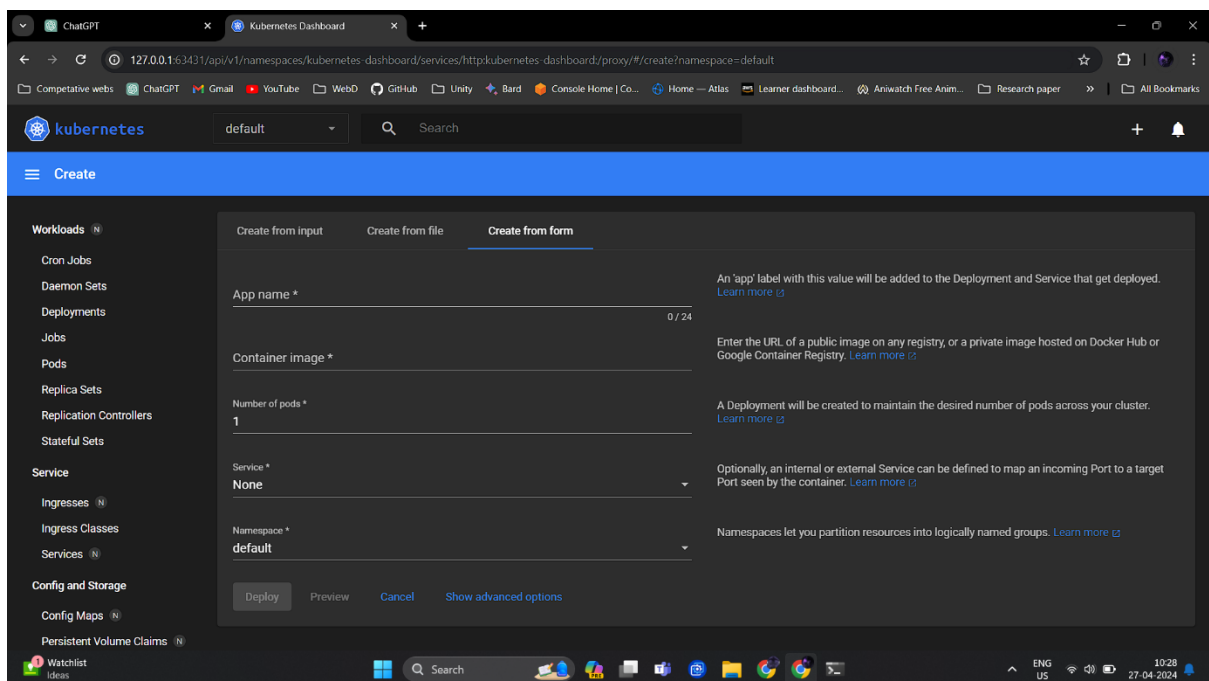 ChatGPT
Kubernetes Dashboard
127.0.0.1:63431/api/v1/namespaces/kubernetes-dashboard/services/http:kubernetes-dashboard:/proxy/#/create?namespace=default
Competative webs ChatGPT Gmail YouTube WebD GitHub Unity Bard Console Home | Co... Home — Atlas Learner dashboard... Aniwatch Free Anim... Research paper » All Bookmarks
kubernetes default Search
Create
Workloads N
Cron Jobs
Daemon Sets
Deployments
Jobs
Pods
Replica Sets
Replication Controllers
Stateful Sets
Service
Ingresses N
Ingress Classes
Services N
Config and Storage
Config Maps N
Persistent Volume Claims N
Create from input Create from file Create from form
App name *
0 / 24
An 'app' label with this value will be added to the Deployment and Service that get deployed.
Learn more
Container image *
Enter the URL of a public image on any registry, or a private image hosted on Docker Hub or
Google Container Registry. Learn more
Number of pods *
1
A Deployment will be created to maintain the desired number of pods across your cluster.
Learn more
Service *
None
Optionally, an internal or external Service can be defined to map an incoming Port to a target
Port seen by the container. Learn more
Namespace *
default
Namespaces let you partition resources into logically named groups. Learn more
Deploy Preview Cancel Show advanced options
1
Watchlist
Ideas
Search
PRE
ENG
US
10:28
27-04-2024